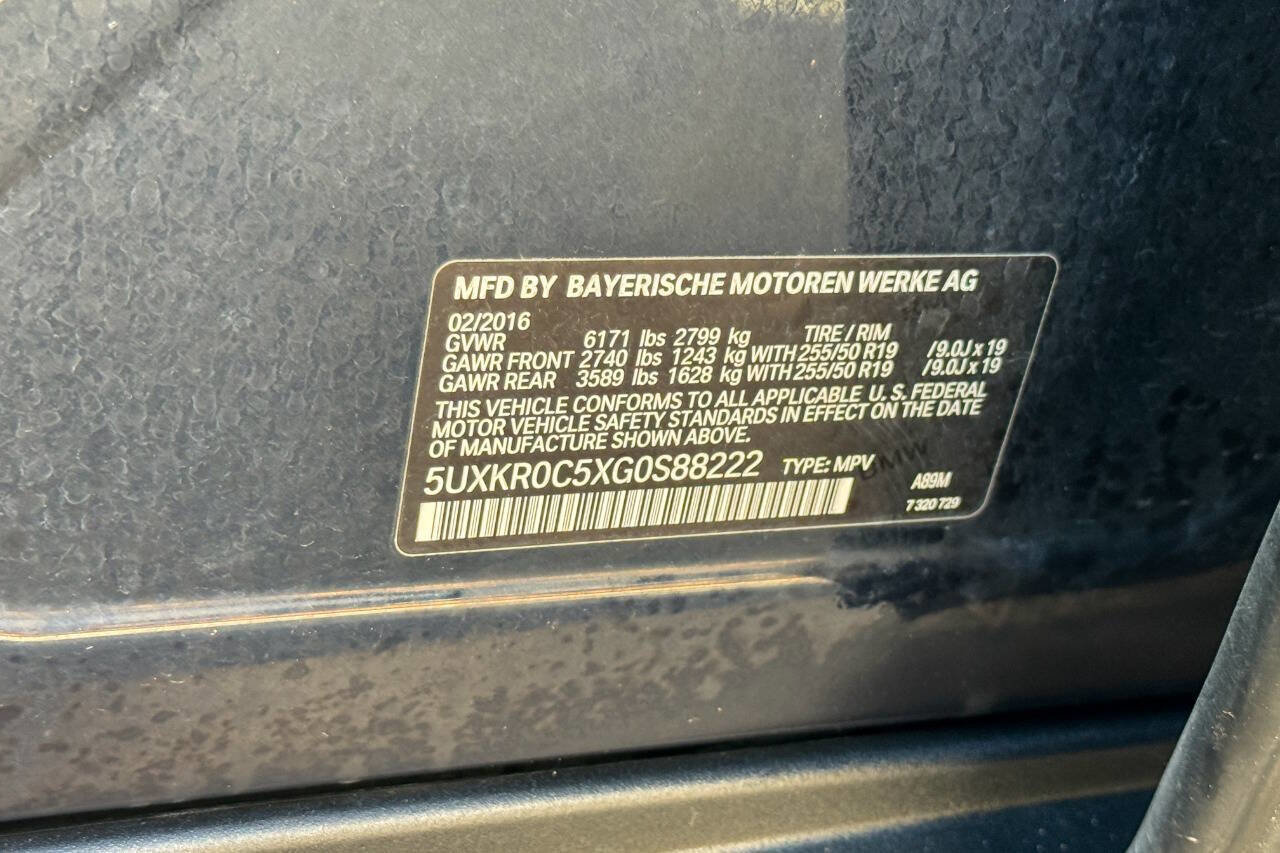 MFD BY BAYERISCHE MOTOREN WERKE AG
02/2016
GVWR 6171 lbs 2799 kg TIRE / RIM
GAWR FRONT 2740 lbs 1243 kg WITH 255/50 R19 /9.0J x 19
GAWR REAR 3589 lbs 1628 kg WITH 255/50 R19 /9.0J x 19
THIS VEHICLE CONFORMS TO ALL APPLICABLE U. S. FEDERAL
MOTOR VEHICLE SAFETY STANDARDS IN EFFECT ON THE DATE
OF MANUFACTURE SHOWN ABOVE.
5UXKR0C5XG0S88222 TYPE: MPV BMW
A89M
7 320 729